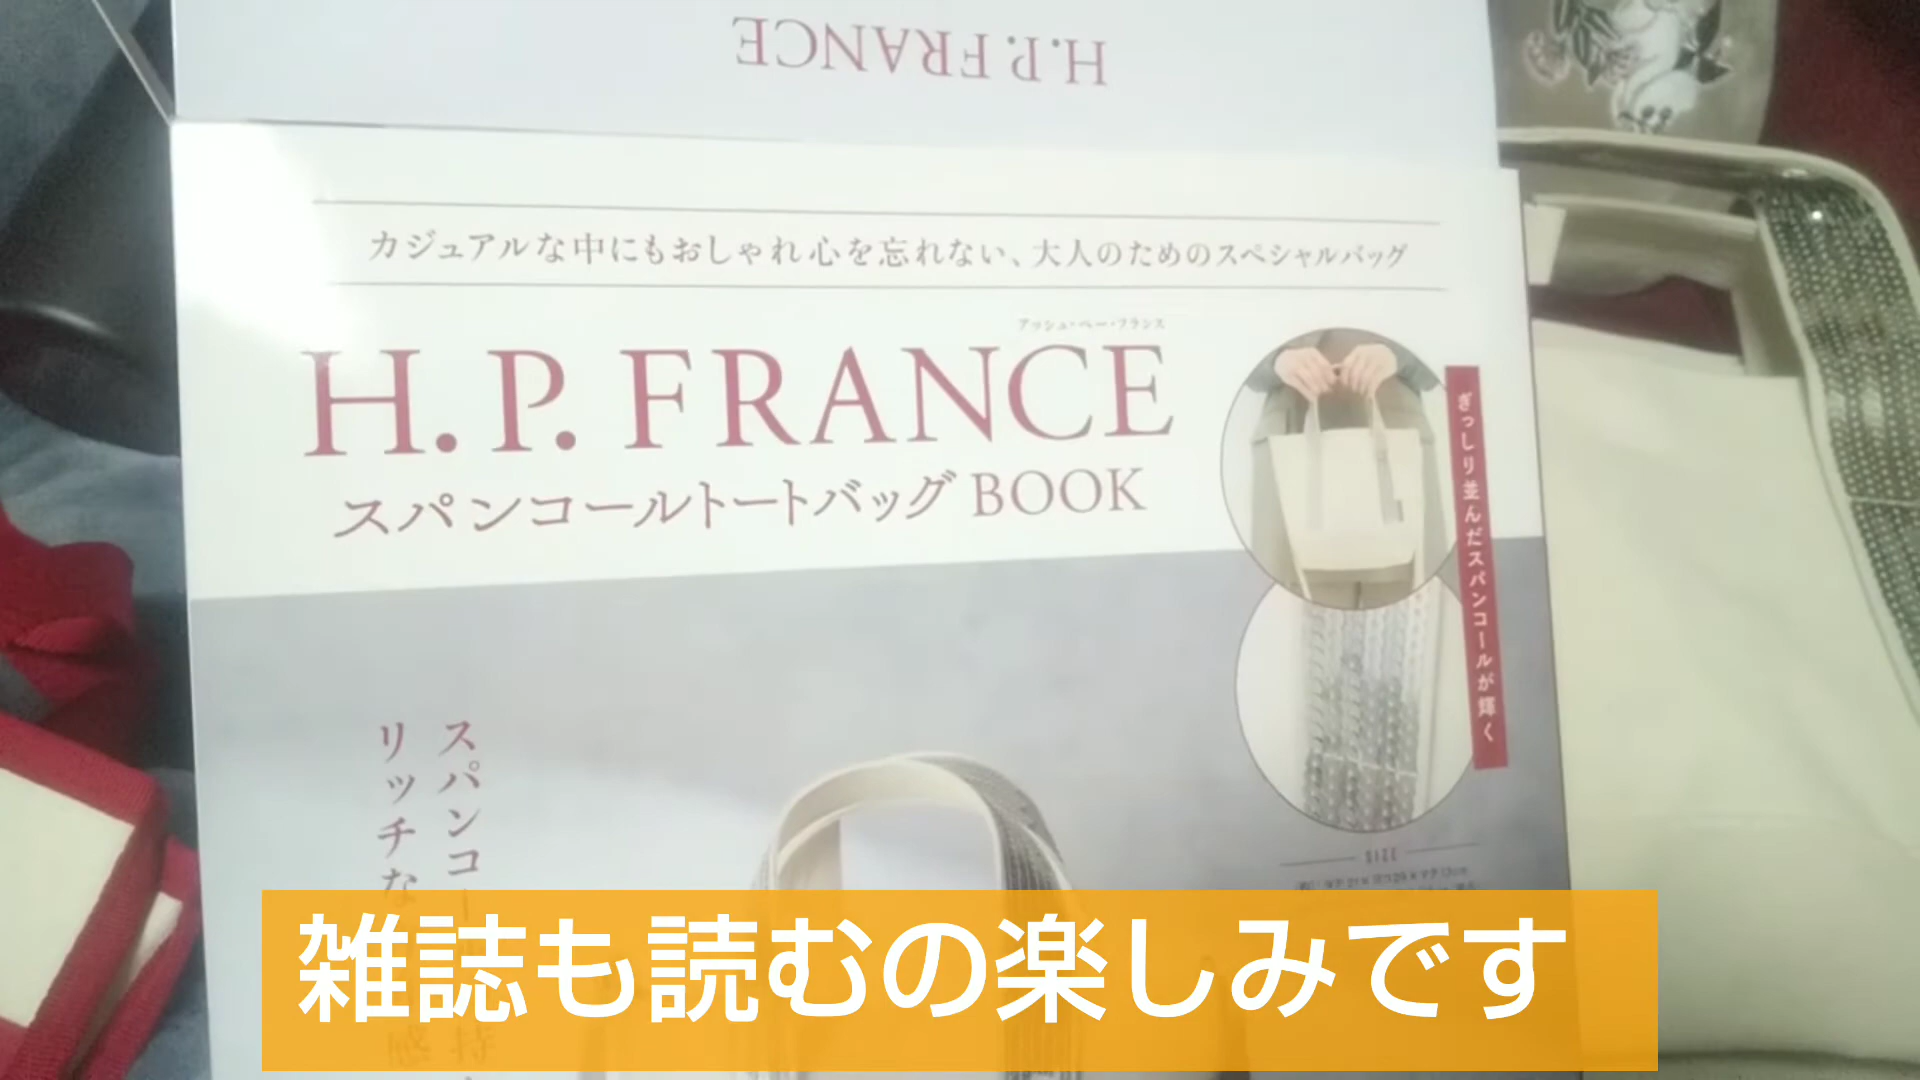 H.P.FRANCE
カジュアルな中にもおしゃれ心を忘れない、大人のためのスペシャルバッグ
アッシュ・ペー・フランス
H.P.FRANCE
スパンコールトートバッグ BOOK
ぎっしり並んだスパンコールが輝く
スパンコー
リッチな
SIZE
雑誌も読むの楽しみです